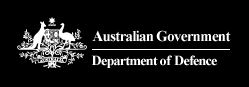 Australian Government
Department of Defence